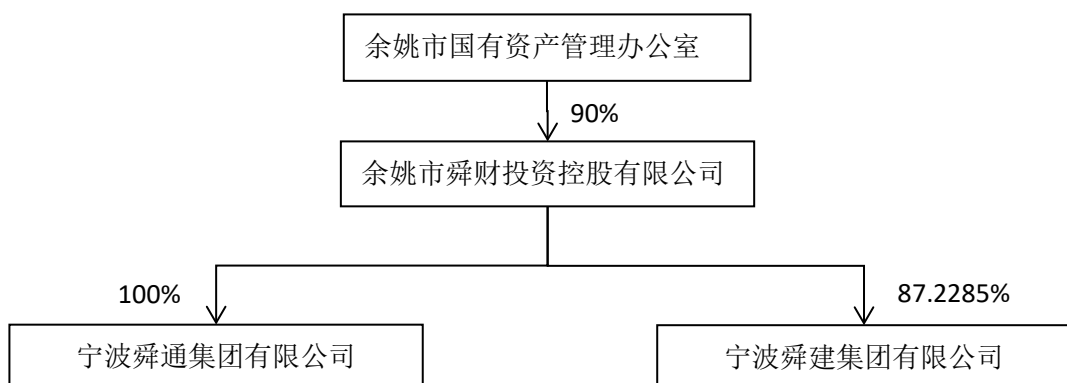 余姚市国有资产管理办公室
90%
余姚市舜财投资控股有限公司
100%
87.2285%
宁波舜通集团有限公司
宁波舜建集团有限公司